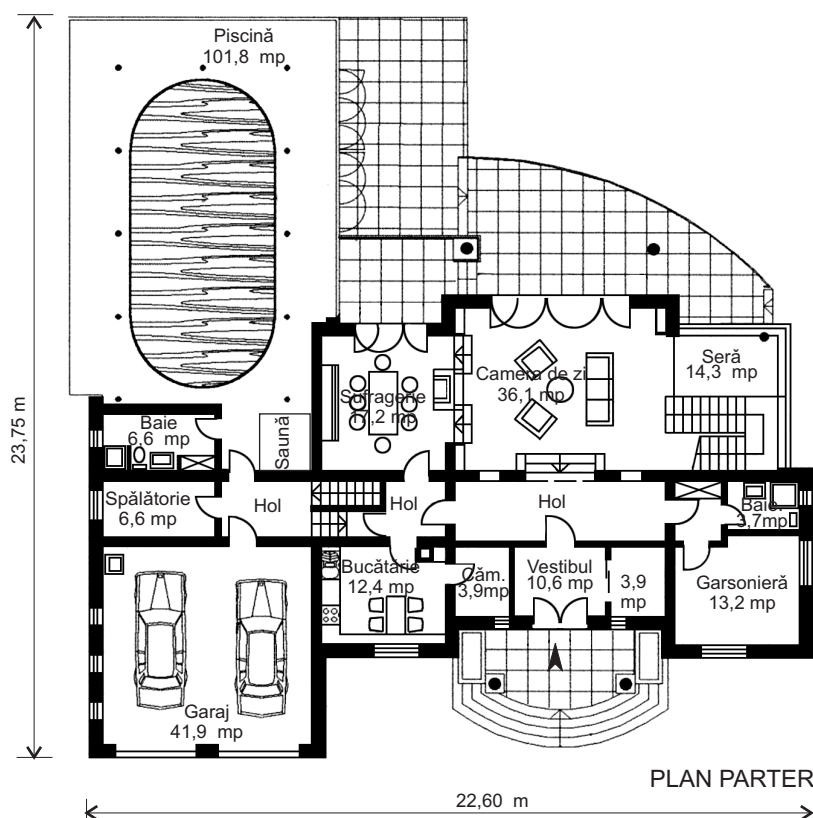 Piscină
101,8 mp
23,75 m
Seră
14,3 mp
Camera de zi
36,1 mp
Sufragerie
17,2 mp
Baie
6,6 mp
Saună
Spălătorie
6,6 mp
Hol
Hol
Hol
Baie.
3,7mp
Bucătărie
12,4 mp
Căm.
3,9mp
Vestibul
10,6 mp
3,9
mp
Garsonieră
13,2 mp
Garaj
41,9 mp
PLAN PARTER
22,60 m